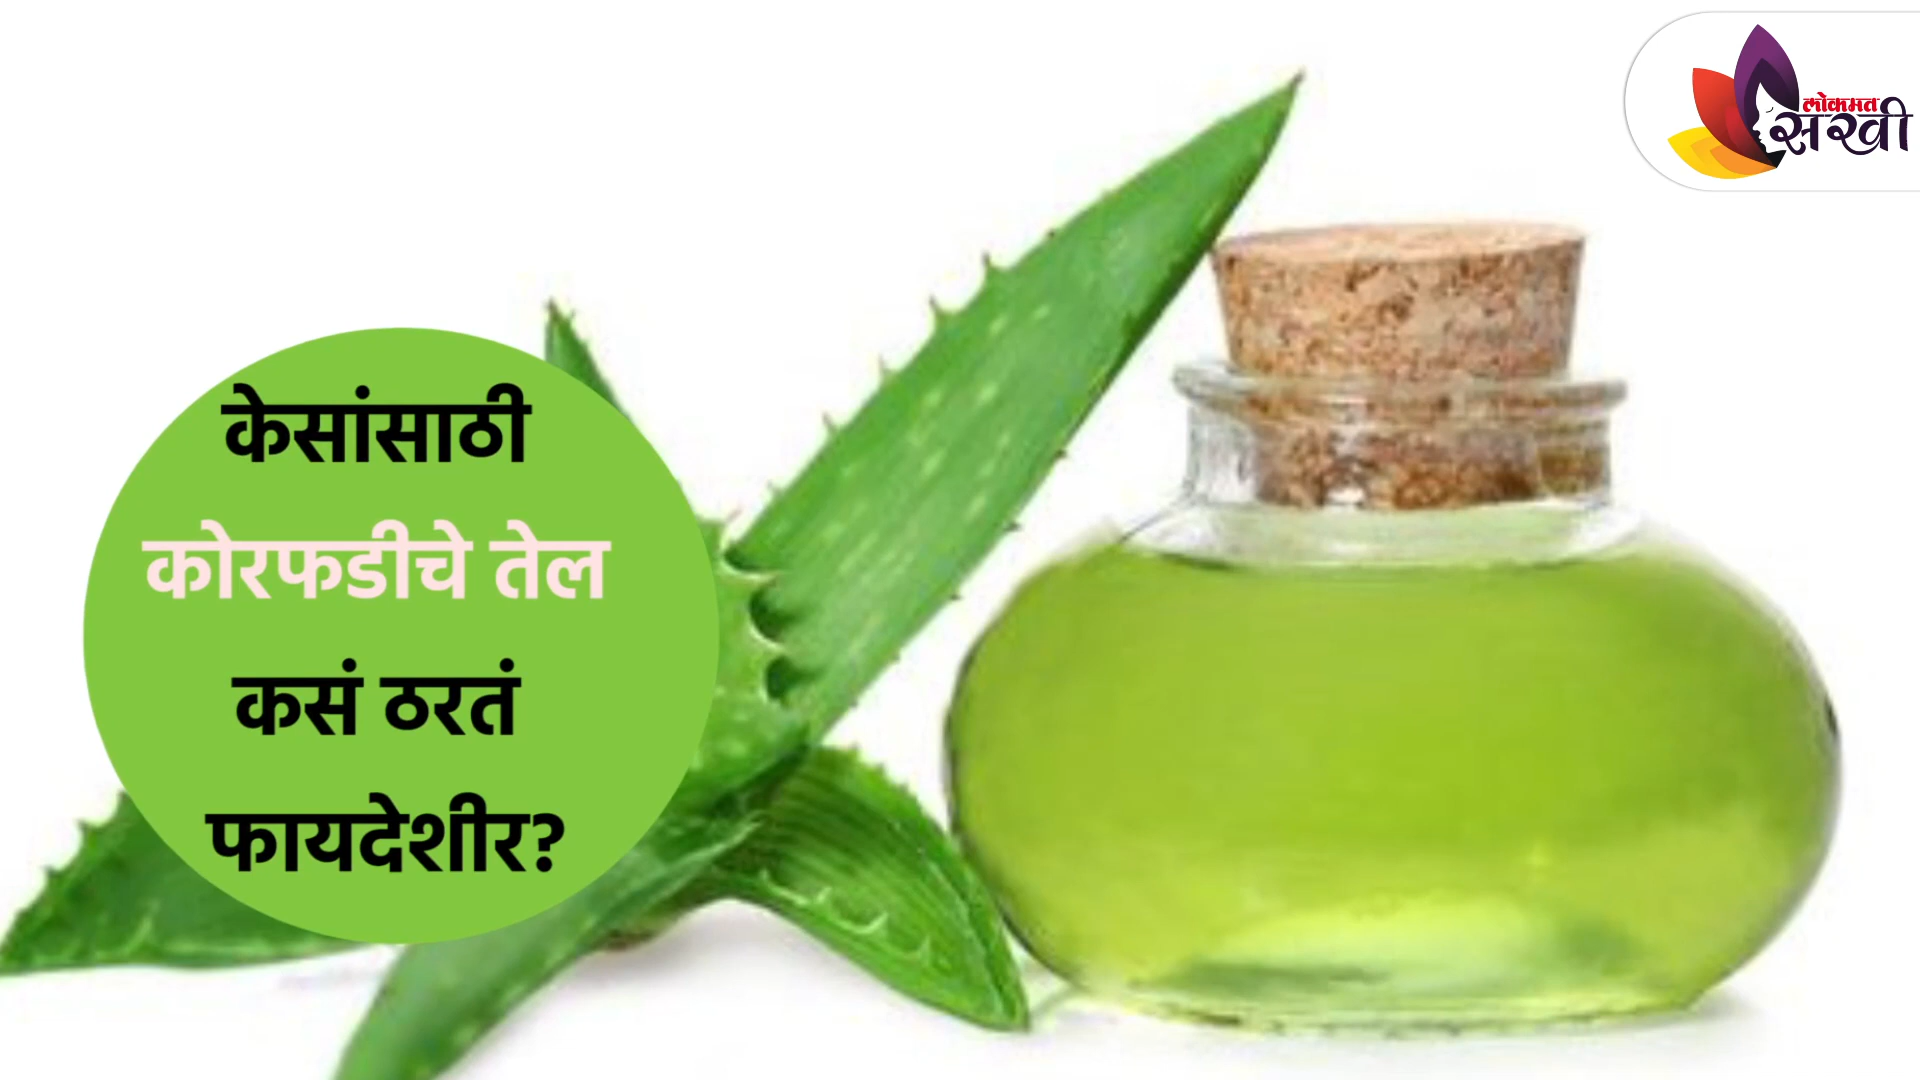 लोकमत
सखी
केसांसाठी
कोरफडीचे तेल
कसं ठरतं
फायदेशीर?